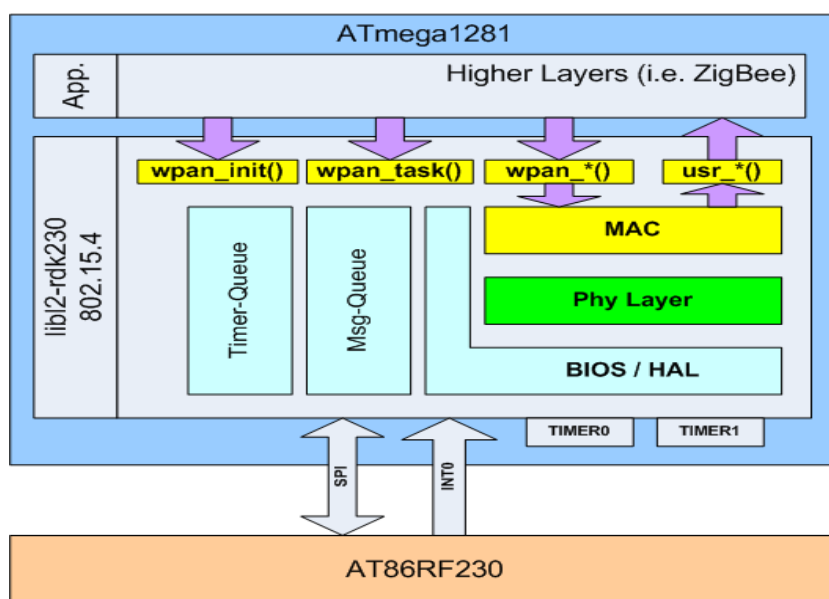 ATmega1281
App.
Higher Layers (i.e. ZigBee)
wpan_init()
wpan_task()
wpan_*()
usr_*()
libl2-rdk230
802.15.4
Timer-Queue
Msg-Queue
MAC
Phy Layer
BIOS / HAL
TIMER0
TIMER1
SPI
INT0
AT86RF230